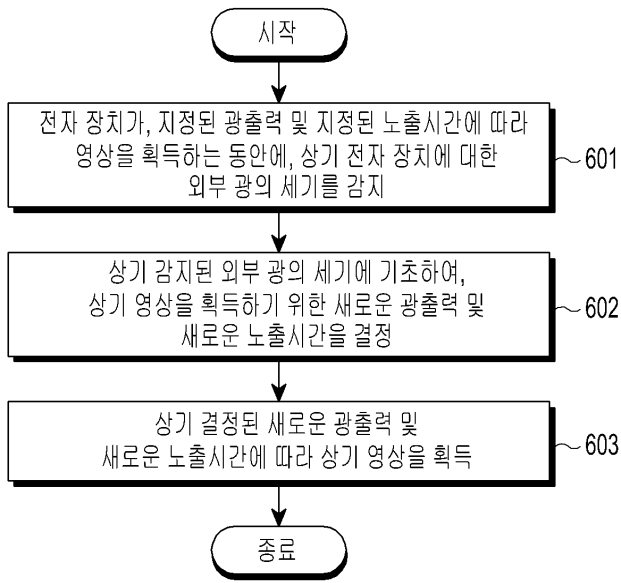 시작
전자 장치가, 지정된 광출력 및 지정된 노출시간에 따라
영상을 획득하는 동안에, 상기 전자 장치에 대한
외부 광의 세기를 감지
601
상기 감지된 외부 광의 세기에 기초하여,
상기 영상을 획득하기 위한 새로운 광출력 및
새로운 노출시간을 결정
602
상기 결정된 새로운 광출력 및
새로운 노출시간에 따라 상기 영상을 획득
603
종료